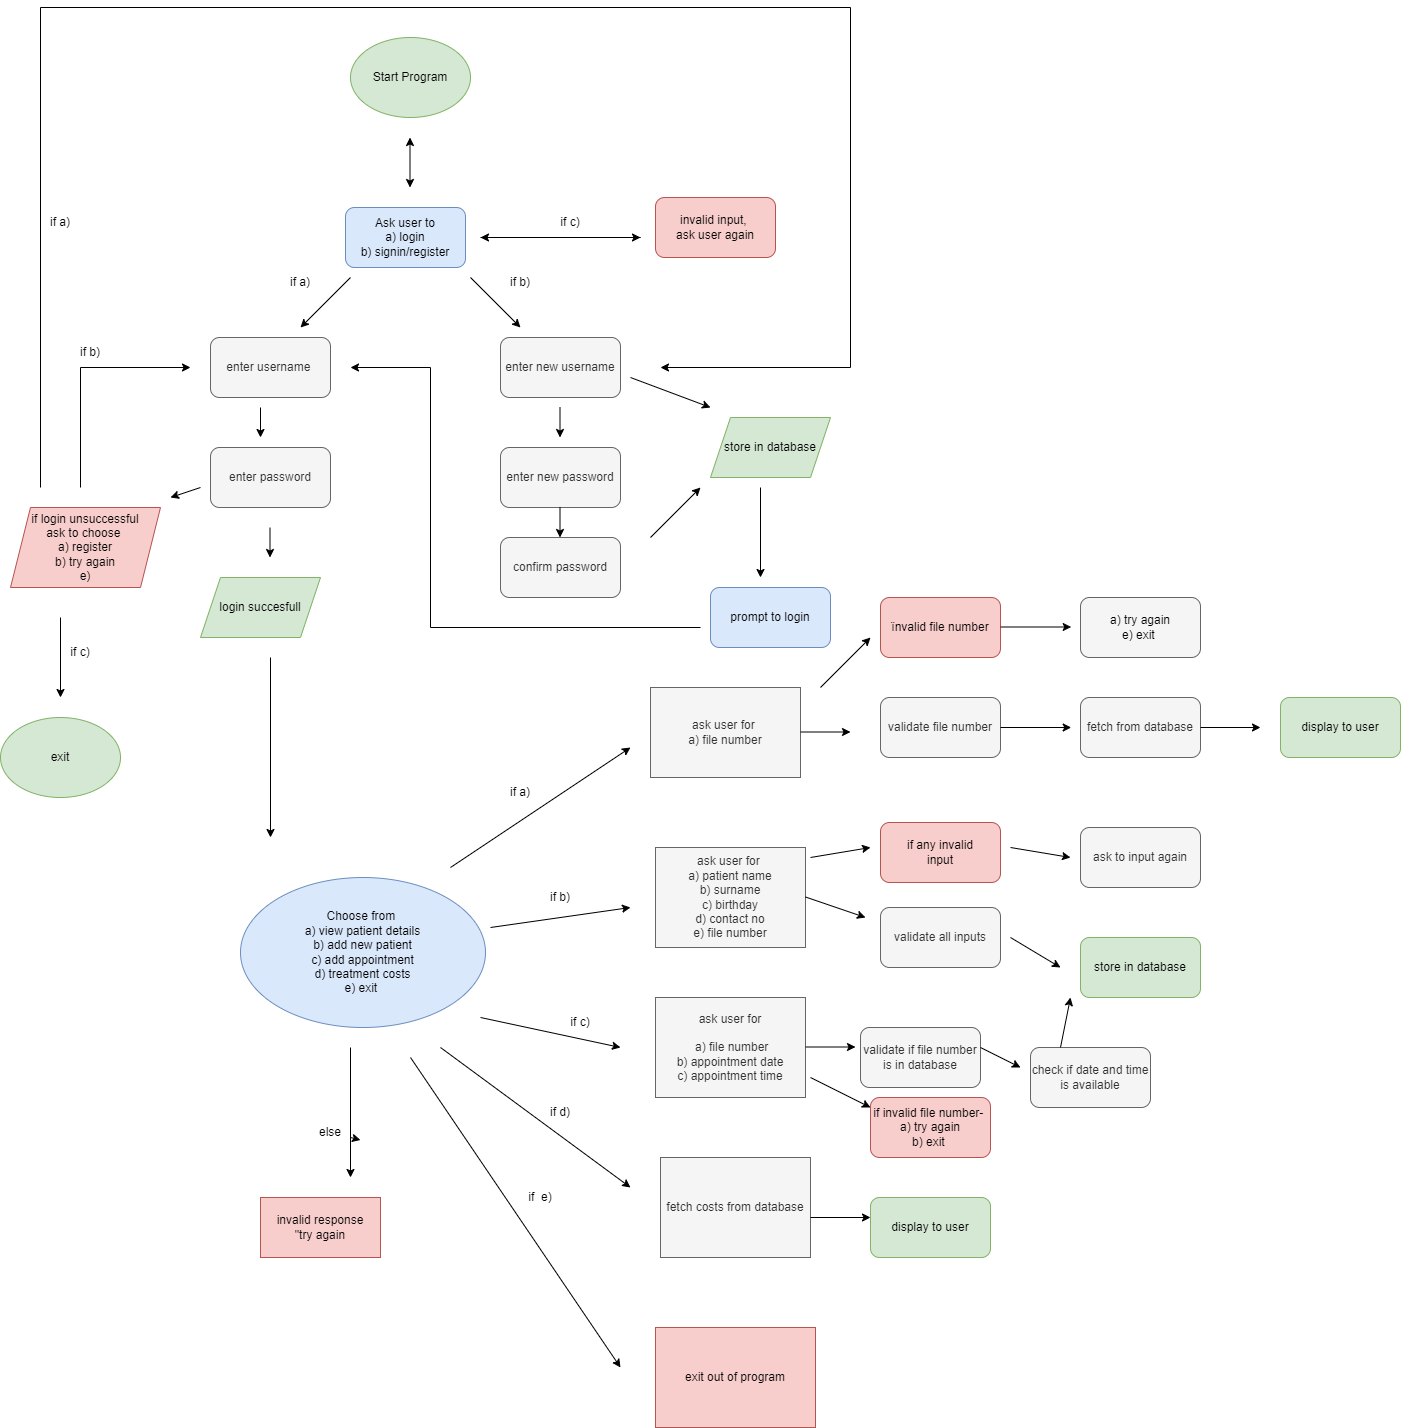 Start Program
if a)
Ask user to
a) login
b) signin/register
if c)
invalid input,
ask user again
if a)
if b)
if b)
enter username
enter new username
store in database
enter password
enter new password
if login unsuccessful
ask to choose
a) register
b) try again
e)
confirm password
login succesfull
prompt to login
if c)
ìnvalid file number
a) try again
e) exit
exit
ask user for
a) file number
validate file number
fetch from database
display to user
if a)
if any invalid
input
ask to input again
ask user for
a) patient name
b) surname
c) birthday
d) contact no
e) file number
if b)
validate all inputs
Choose from
a) view patient details
b) add new patient
c) add appointment
d) treatment costs
e) exit
store in database
if c)
ask user for
a) file number
b) appointment date
c) appointment time
validate if file number
is in database
check if date and time
is available
if d)
if invalid file number-
a) try again
b) exit
else
if  e)
fetch costs from database
display to user
invalid response
"try again
exit out of program